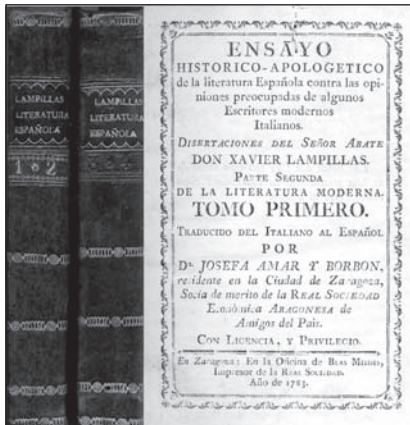 LAMPILLAS
LITERATURA
ESPAÑOLA
1 o 2
LAMPILLAS
LITERATURA
ESPAÑOLA
ENSAYO
HISTORICO-APOLOGETICO
de la literatura Española contra las opi-
niones preocupadas de algunos
Escritores modernos
Italianos.
DISERTACIONES DEL SEÑOR ABATE
DON XAVIER LAMPILLAS.
PARTE SEGUNDA
DE LA LITERATURA MODERNA.
TOMO PRIMERO.
TRADUCIDO DEL ITALIANO AL ESPAÑOL
POR
Dª. JOSEFA AMAR Y BORBON,
residente en la Ciudad de Zaragoza,
Socia de merito de la REAL SOCIEDAD
Económica ARAGONESA de
Amigos del Pais.
CON LICENCIA, Y PRIVILEGIO.
En Zaragoza: En la Oficina de BLAS MIEDES,
Impresor de la REAL SOCIEDAD.
Año de 1783.